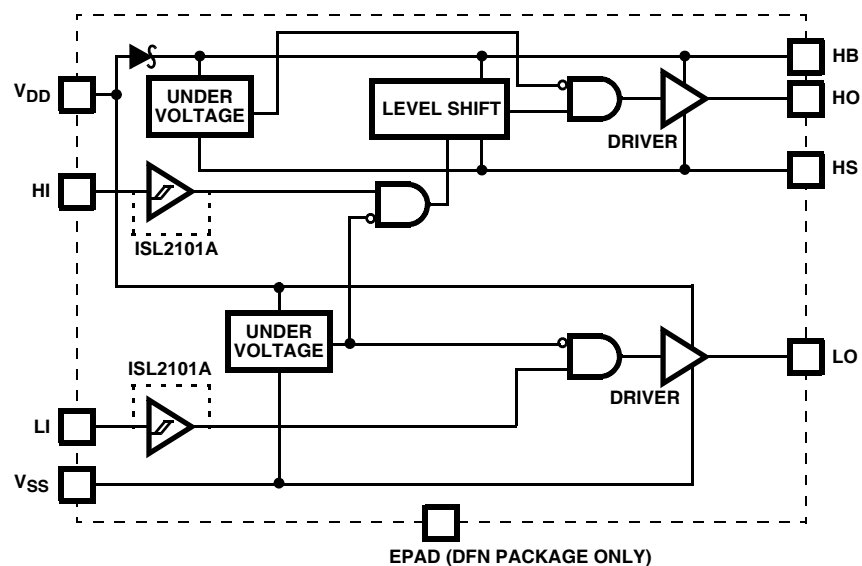 HB
VDD
UNDER
VOLTAGE
LEVEL SHIFT
HO
DRIVER
HS
HI
ISL2101A
UNDER
VOLTAGE
LO
ISL2101A
DRIVER
LI
VSS
EPAD (DFN PACKAGE ONLY)